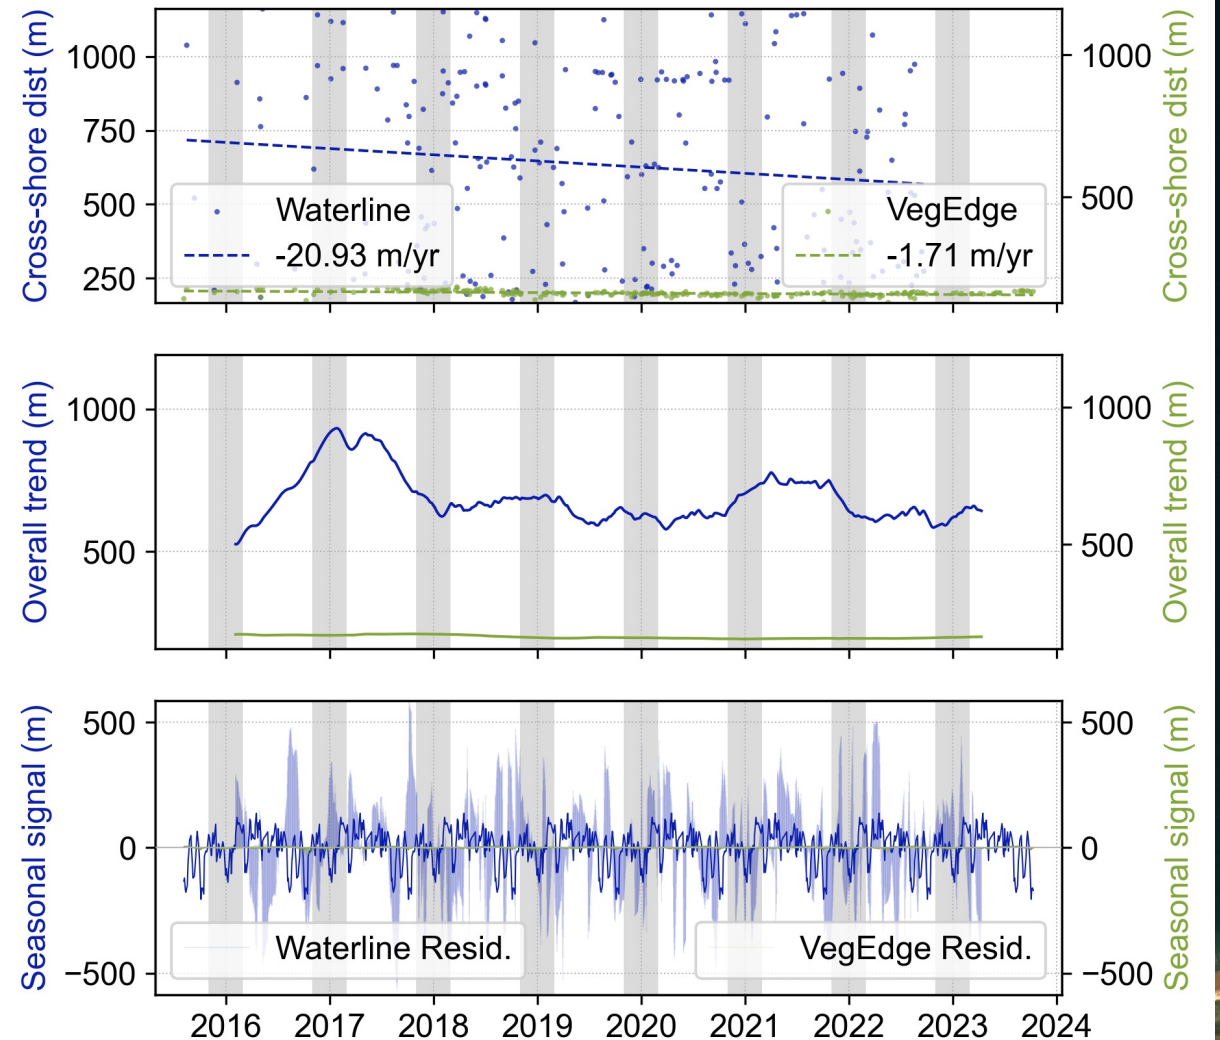 Cross-shore dist (m)
1000
750
500
250
Waterline
-20.93 m/yr
VegEdge
-1.71 m/yr
1000
500
Cross-shore dist (m)
Overall trend (m)
1000
500
1000
500
Overall trend (m)
Seasonal signal (m)
500
0
−500
Waterline Resid.
VegEdge Resid.
500
0
−500
Seasonal signal (m)
2016 2017 2018 2019 2020 2021 2022 2023 2024